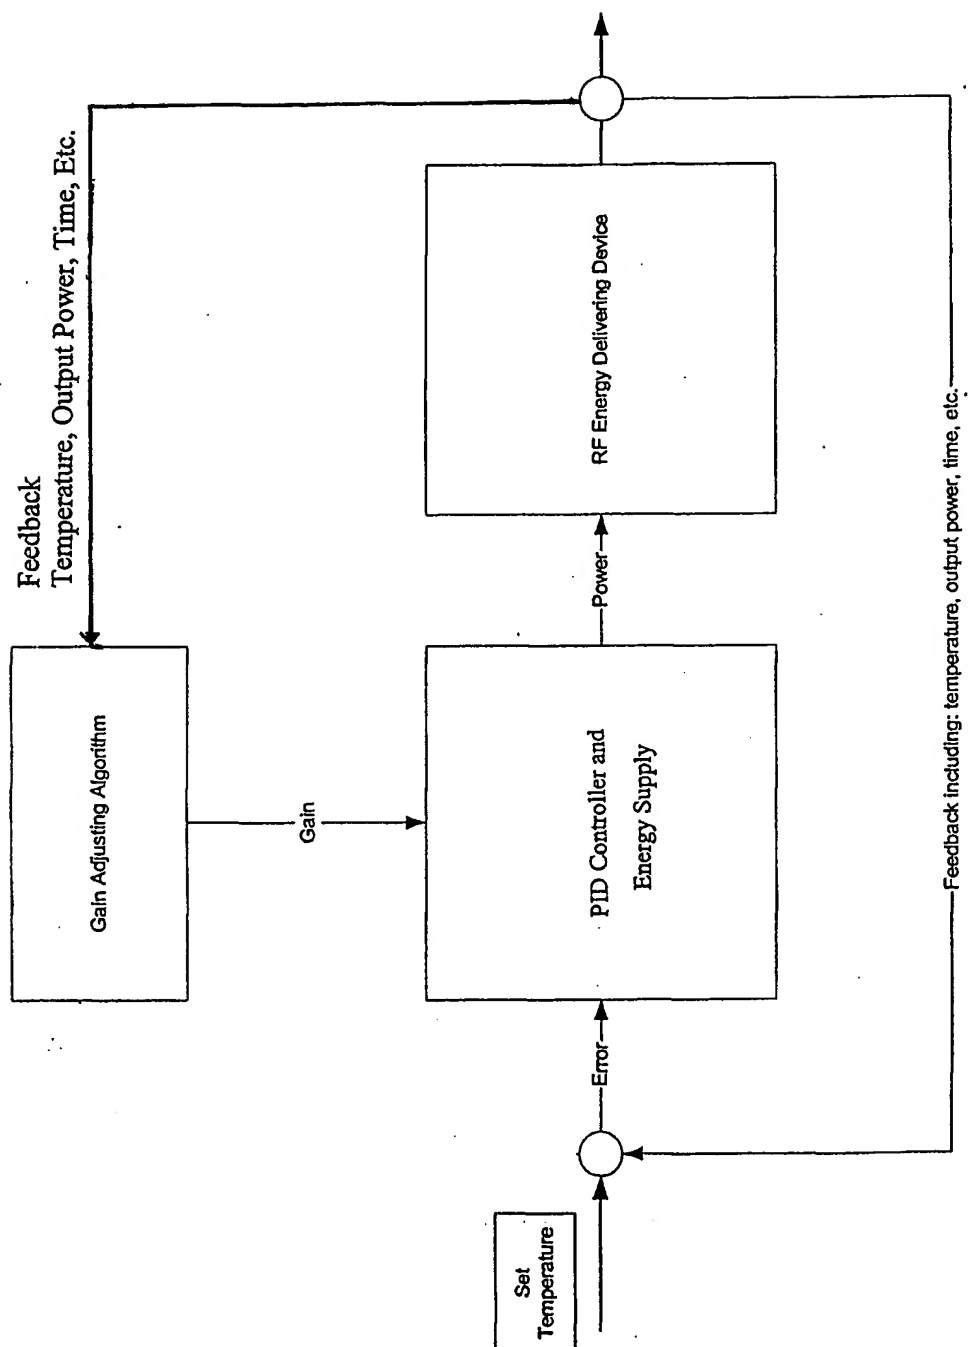 Feedback
Temperature, Output Power, Time, Etc.
Gain Adjusting Algorithm
Gain
Set
Temperature
Error
PID Controller and
Energy Supply
Power
RF Energy Delivering Device
Feedback including: temperature, output power, time, etc.